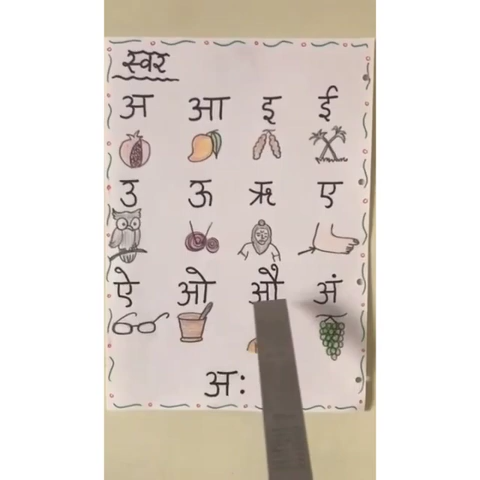 स्वर
अ आ इ ई
उ ऊ ऋ ए
ऐ ओ औ अं
अः